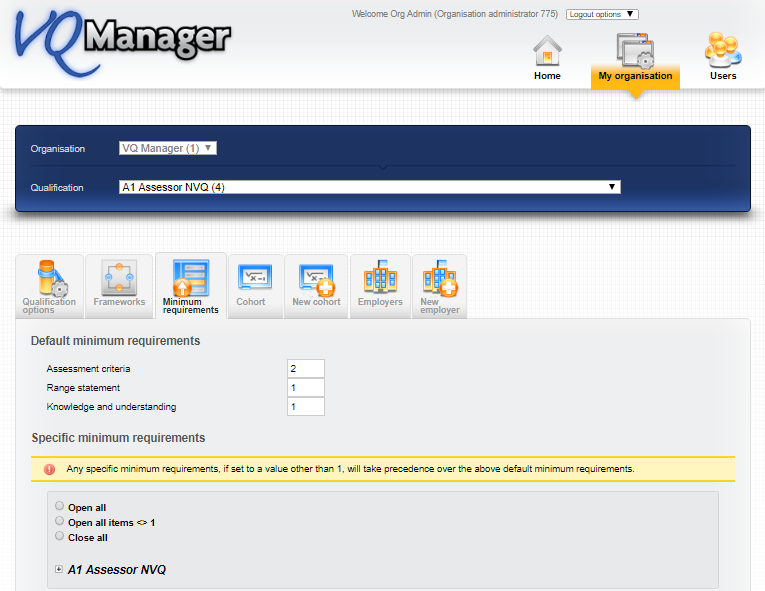 VQManager
Welcome Org Admin (Organisation administrator 775) Logout options ▼
Home My organisation Users
Organisation VQ Manager (1) ▼
Qualification A1 Assessor NVQ (4) ▼
Qualification options Frameworks Minimum requirements Cohort New cohort Employers New employer
Default minimum requirements
Assessment criteria 2
Range statement 1
Knowledge and understanding 1
Specific minimum requirements
! Any specific minimum requirements, if set to a value other than 1, will take precedence over the above default minimum requirements.
Open all
Open all items <> 1
Close all
A1 Assessor NVQ